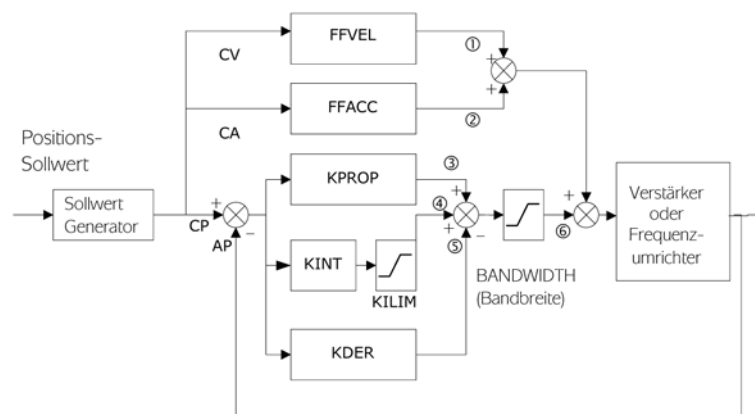 FFVEL
①
+
CV
+
FFACC
②
CA
Positions-
Sollwert
KPROP
③
Sollwert
Generator
+
CP
AP
−
+
④
+
⑤
−
⑥
+
Verstärker
oder
Frequenz-
umrichter
KINT
KILIM
BANDWIDTH
(Bandbreite)
KDER